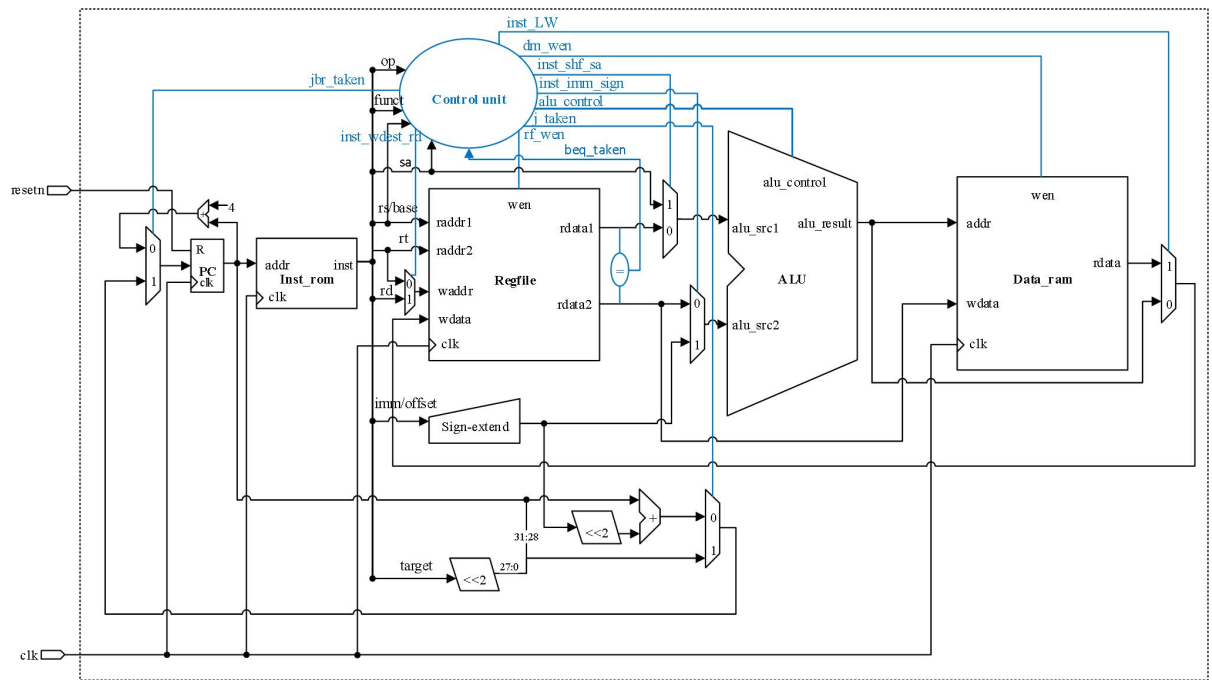 inst_LW
dm_wen
inst_shf_sa
inst_imm_sign
alu_control
j_taken
rf_wen
beq_taken
jbr_taken
op
funct
inst_wdest_rd
sa
Control unit
resetn
4
+
0
1
R
PC
clk
addr
inst
Inst_rom
clk
rs/base
rt
rd
0
1
wen
raddr1
raddr2
waddr
wdata
clk
rdata1
rdata2
Regfile
=
1
0
0
1
alu_control
alu_src1
alu_result
ALU
alu_src2
wen
addr
rdata
Data_ram
wdata
clk
1
0
imm/offset
Sign-extend
31:28
<<2
+
0
1
target
<<2
27:0
clk